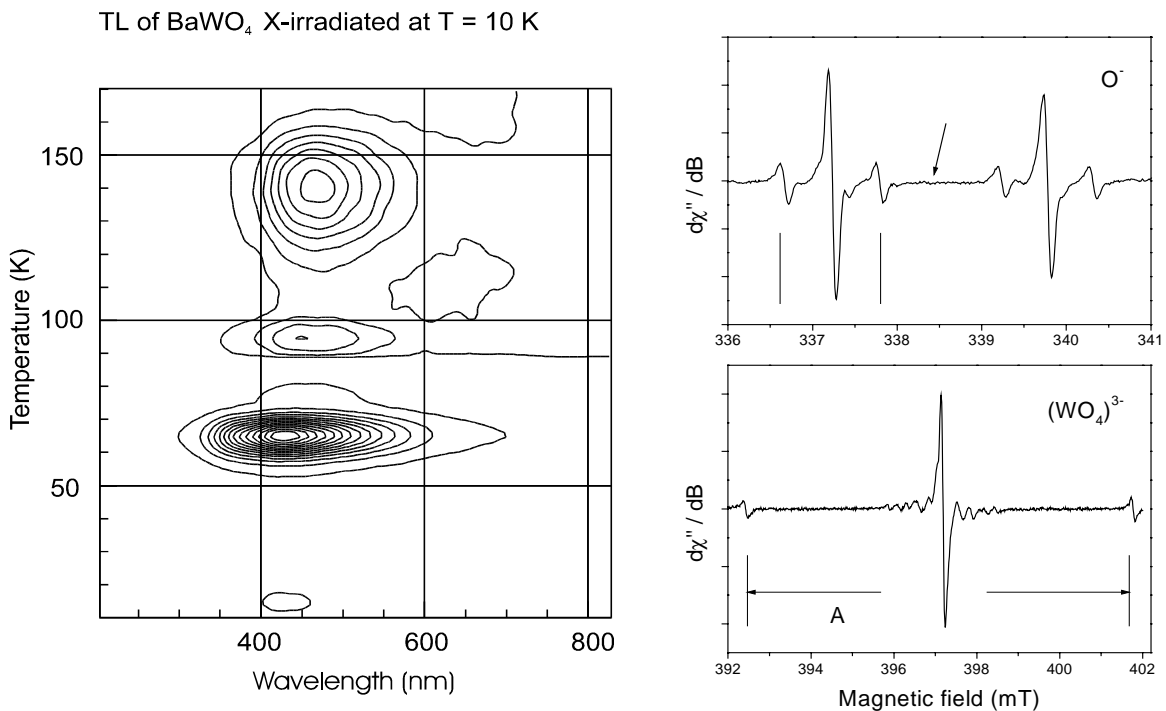 TL of BaWO₄ X-irradiated at T = 10 K
Temperature (K)
150
100
50
400
600
800
Wavelength (nm)
dχ'' / dB
O⁻
336
337
338
339
340
341
dχ'' / dB
(WO₄)³⁻
A
392
394
396
398
400
402
Magnetic field (mT)